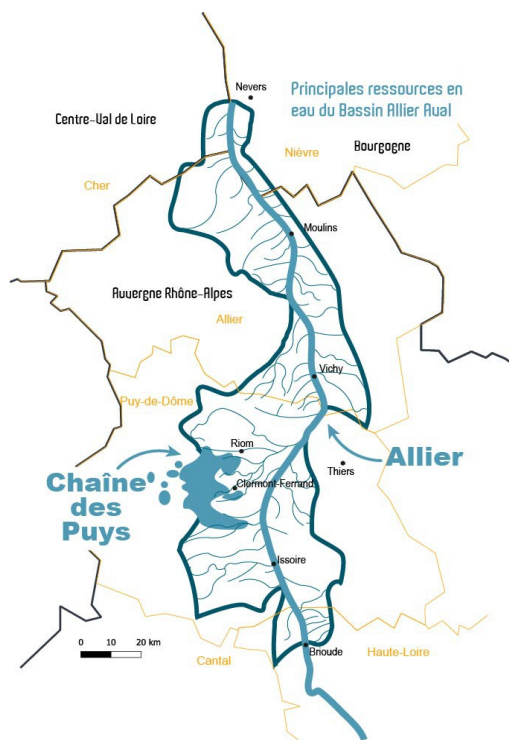 Nevers
Principales ressources en
eau du Bassin Allier Aval
Centre-Val de Loire
Bourgogne
Nièvre
Cher
Moulins
Auvergne Rhône-Alpes
Allier
Vichy
Puy-de-Dôme
Riom
Allier
Thiers
Chaîne
des
Puys
Clermont-Ferrand
Issoire
0 10 20 km
Brioude
Haute-Loire
Cantal